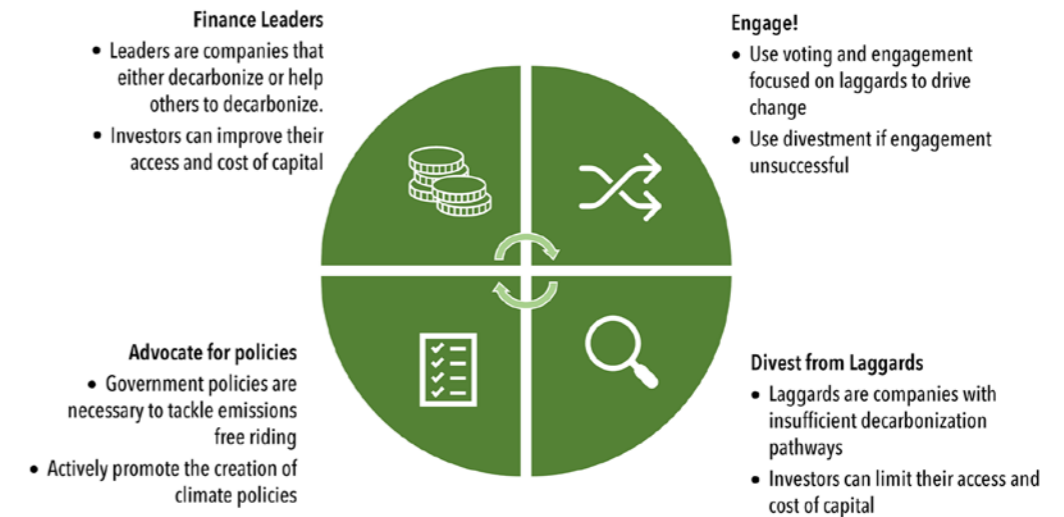 Finance Leaders
• Leaders are companies that
either decarbonize or help
others to decarbonize.
• Investors can improve their
access and cost of capital
Engage!
• Use voting and engagement
focused on laggards to drive
change
• Use divestment if engagement
unsuccessful
Advocate for policies
• Government policies are
necessary to tackle emissions
free riding
• Actively promote the creation of
climate policies
Divest from Laggards
• Laggards are companies with
insufficient decarbonization
pathways
• Investors can limit their access and
cost of capital